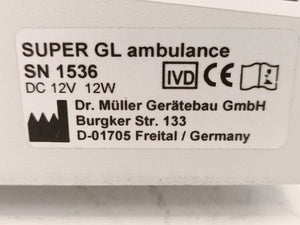 SUPER GL ambulance
SN 1536
DC 12V 12W
IVD CE
Dr. Müller Gerätebau GmbH
Burgker Str. 133
D-01705 Freital / Germany